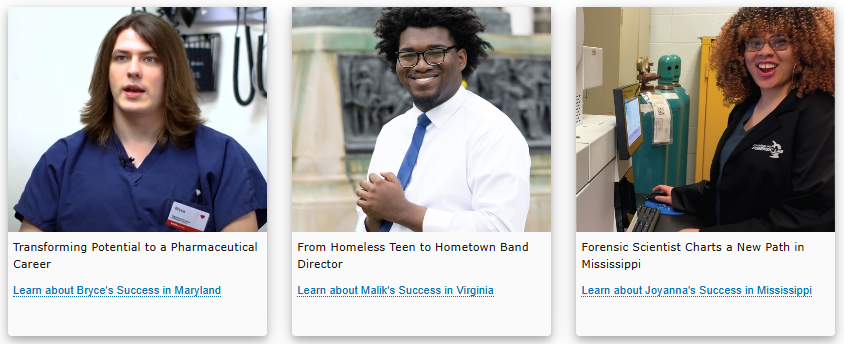 Bryce
Transforming Potential to a Pharmaceutical
Career
Learn about Bryce's Success in Maryland
From Homeless Teen to Hometown Band
Director
Learn about Malik's Success in Virginia
Forensic Scientist Charts a New Path in
Mississippi
Learn about Joyanna's Success in Mississippi